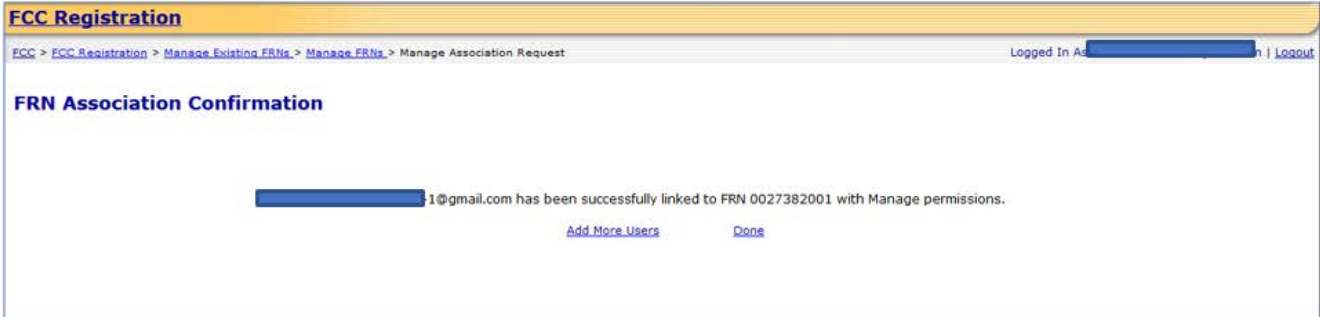 FCC Registration
FCC > FCC Registration > Manage Existing FRNs > Manage FRNs > Manage Association Request Logged In As n | Logout
FRN Association Confirmation
-1@gmail.com has been successfully linked to FRN 0027382001 with Manage permissions.
Add More Users Done